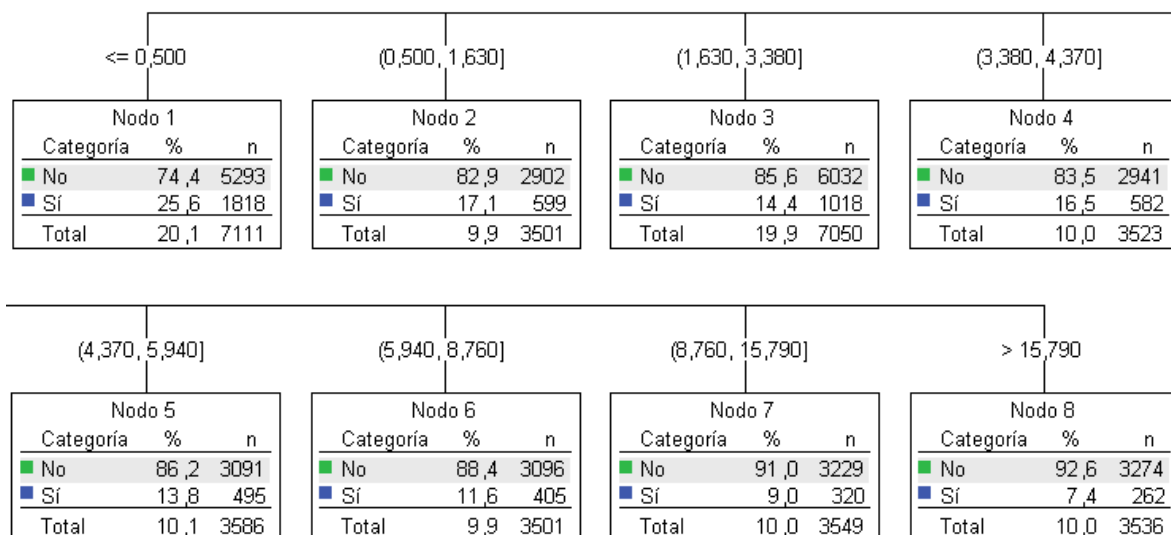 <= 0,500 (0,500, 1,630] (1,630, 3,380] (3,380, 4,370]
Nodo 1 Nodo 2 Nodo 3 Nodo 4
Categoría % n Categoría % n Categoría % n Categoría % n
No 74 ,4 5293 No 82 ,9 2902 No 85 ,6 6032 No 83 ,5 2941
Sí 25 ,6 1818 Sí 17 ,1 599 Sí 14 ,4 1018 Sí 16 ,5 582
Total 20 ,1 7111 Total 9 ,9 3501 Total 19 ,9 7050 Total 10 ,0 3523
(4,370, 5,940] (5,940, 8,760] (8,760, 15,790] > 15,790
Nodo 5 Nodo 6 Nodo 7 Nodo 8
Categoría % n Categoría % n Categoría % n Categoría % n
No 86 ,2 3091 No 88 ,4 3096 No 91 ,0 3229 No 92 ,6 3274
Sí 13 ,8 495 Sí 11 ,6 405 Sí 9 ,0 320 Sí 7 ,4 262
Total 10 ,1 3586 Total 9 ,9 3501 Total 10 ,0 3549 Total 10 ,0 3536